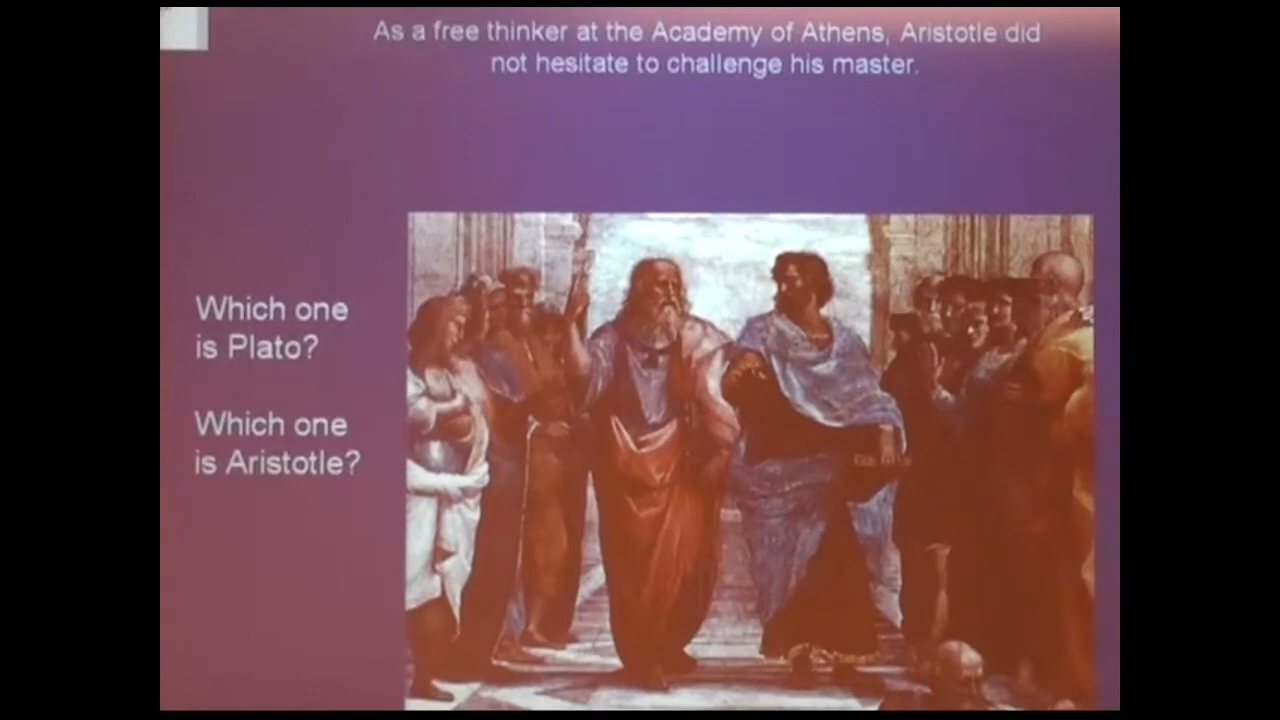 As a free thinker at the Academy of Athens, Aristotle did
not hesitate to challenge his master.
Which one
is Plato?
Which one
is Aristotle?